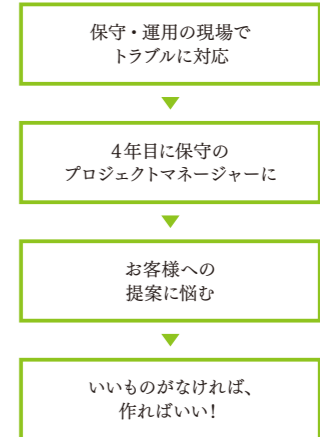 保守・運用の現場で
トラブルに対応
4年目に保守の
プロジェクトマネージャーに
お客様への
提案に悩む
いいものがなければ、
作ればいい!